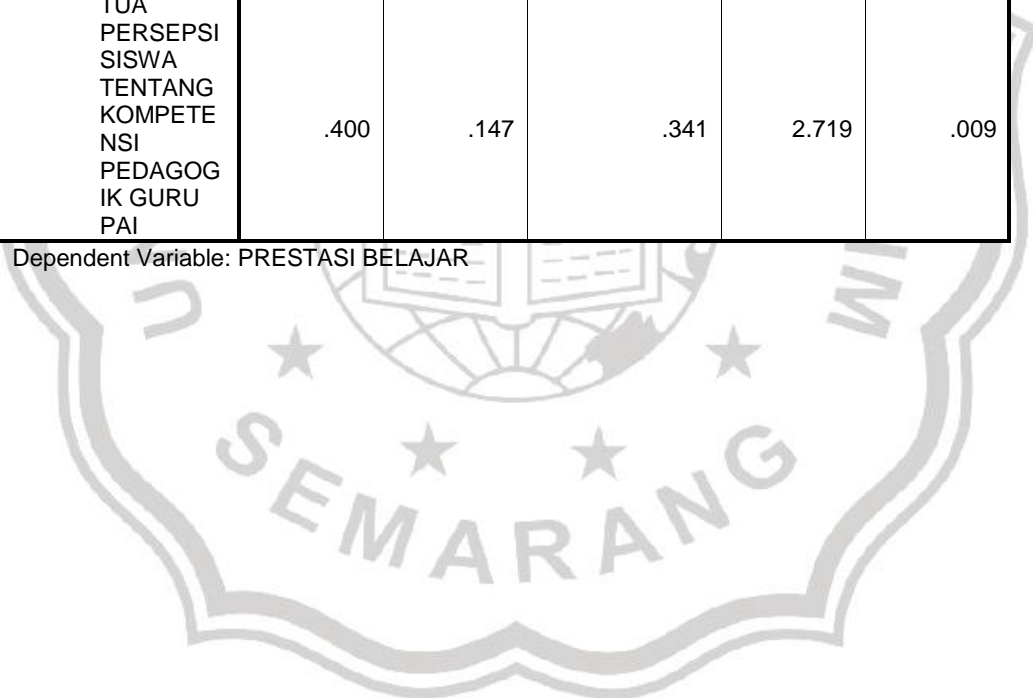 TUA
PERSEPSI
SISWA
TENTANG
KOMPETE
NSI
PEDAGOG
IK GURU
PAI
.400 .147 .341 2.719 .009
Dependent Variable: PRESTASI BELAJAR
SEMARANG